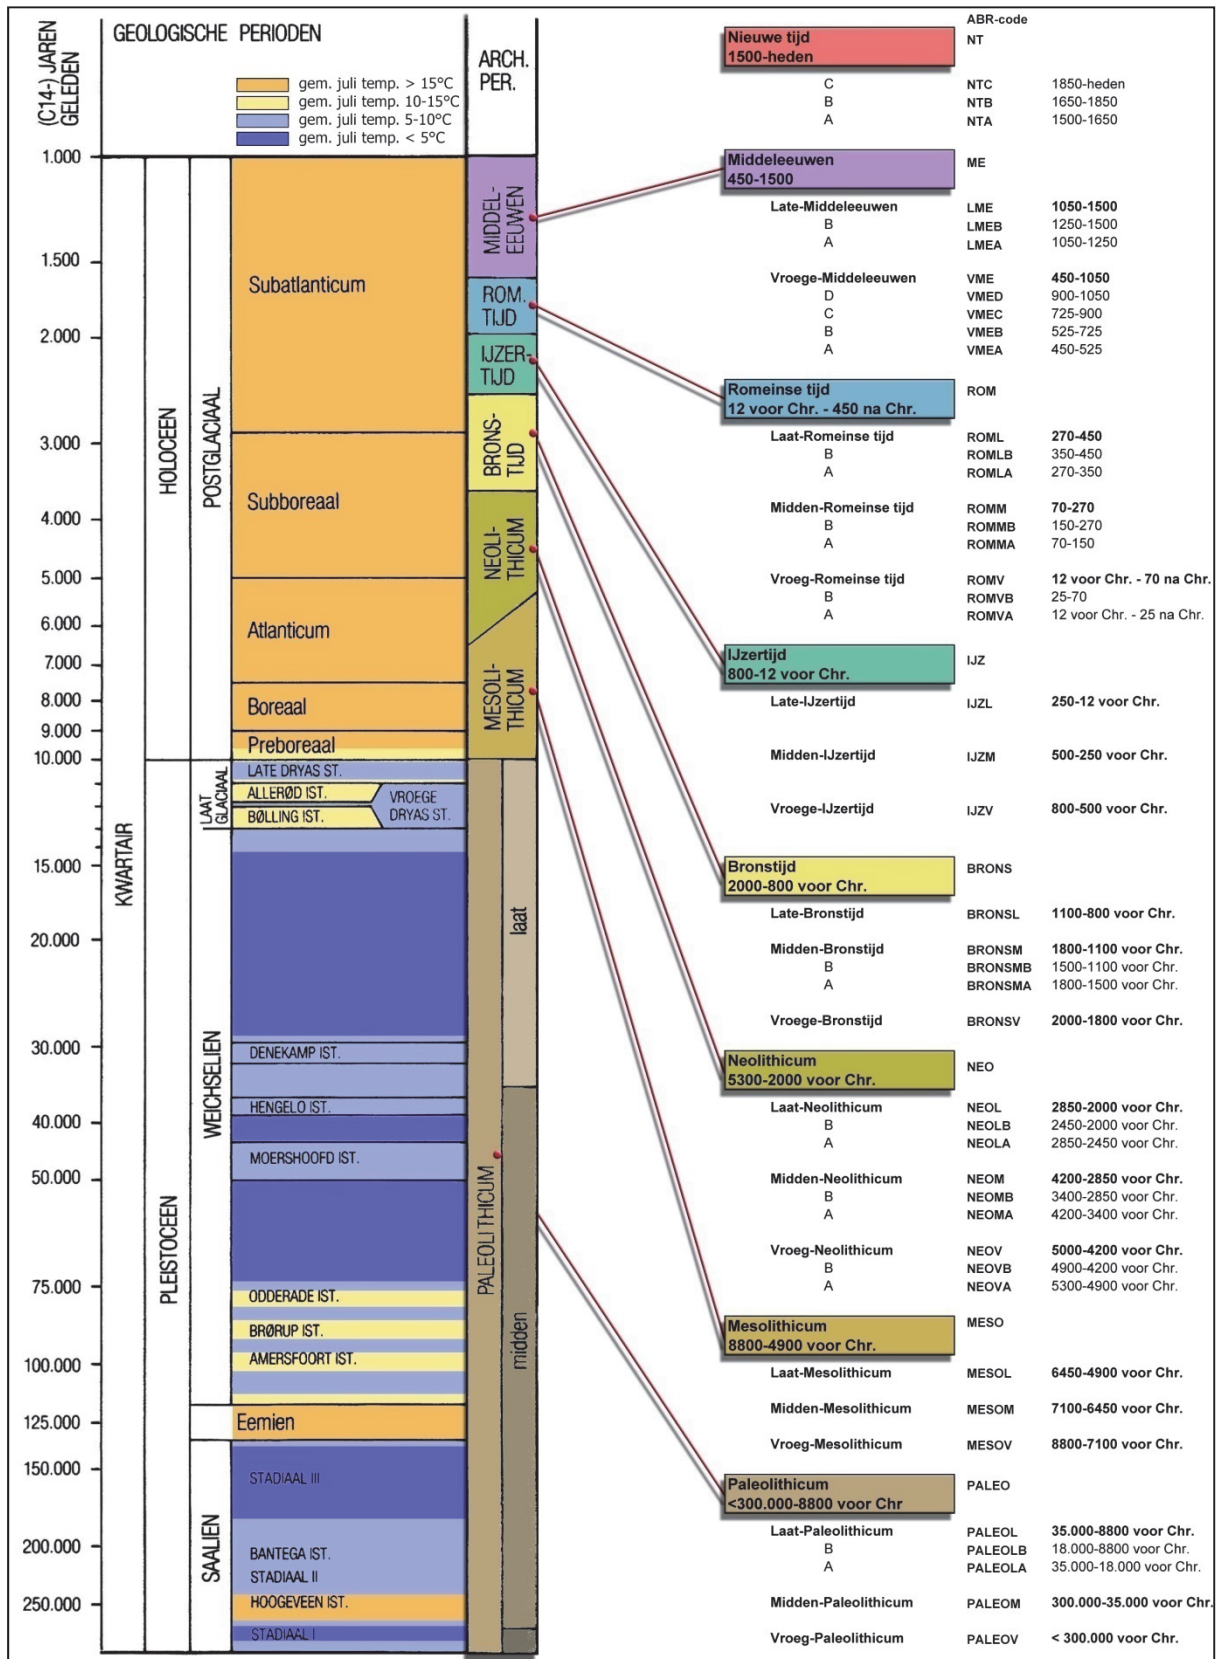 (C14-) JAREN
GELEDEN
GEOLOGISCHE PERIODEN
gem. juli temp. > 15°C
gem. juli temp. 10-15°C
gem. juli temp. 5-10°C
gem. juli temp. < 5°C
ARCH.
PER.
1.000
1.500
2.000
3.000
4.000
5.000
6.000
7.000
8.000
9.000
10.000
15.000
20.000
30.000
40.000
50.000
75.000
100.000
125.000
150.000
200.000
250.000
KWARTAIR
HOLOCEEN
PLEISTOCEEN
POSTGLACIAAL
LAAT
GLACIAAL
WEICHSELIEN
SAALIEN
Subatlanticum
Subboreaal
Atlanticum
Boreaal
Preboreaal
LATE DRYAS ST.
ALLERØD IST.
VROEGE
DRYAS ST.
BØLLING IST.
DENEKAMP IST.
HENGELO IST.
MOERSHOOFD IST.
ODDERADE IST.
BRØRUP IST.
AMERSFOORT IST.
Eemien
STADIAAL III
BANTEGA IST.
STADIAAL II
HOOGEVEEN IST.
STADIAAL I
MIDDEL-
EEUWEN
ROM.
TIJD
IJZER-
TIJD
BRONS-
TIJD
NEOLI-
THICUM
MESOLI-
THICUM
PALEOLITHICUM
laat
midden
ABR-code
Nieuwe tijd NT
1500-heden
C NTC 1850-heden
B NTB 1650-1850
A NTA 1500-1650
Middeleeuwen ME
450-1500
Late-Middeleeuwen LME 1050-1500
B LMEB 1250-1500
A LMEA 1050-1250
Vroege-Middeleeuwen VME 450-1050
D VMED 900-1050
C VMEC 725-900
B VMEB 525-725
A VMEA 450-525
Romeinse tijd ROM
12 voor Chr. - 450 na Chr.
Laat-Romeinse tijd ROML 270-450
B ROMLB 350-450
A ROMLA 270-350
Midden-Romeinse tijd ROMM 70-270
B ROMMB 150-270
A ROMMA 70-150
Vroeg-Romeinse tijd ROMV 12 voor Chr. - 70 na Chr.
B ROMVB 25-70
A ROMVA 12 voor Chr. - 25 na Chr.
IJzertijd IJZ
800-12 voor Chr.
Late-IJzertijd IJZL 250-12 voor Chr.
Midden-IJzertijd IJZM 500-250 voor Chr.
Vroege-IJzertijd IJZV 800-500 voor Chr.
Bronstijd BRONS
2000-800 voor Chr.
Late-Bronstijd BRONSL 1100-800 voor Chr.
Midden-Bronstijd BRONSM 1800-1100 voor Chr.
B BRONSMB 1500-1100 voor Chr.
A BRONSMA 1800-1500 voor Chr.
Vroege-Bronstijd BRONSV 2000-1800 voor Chr.
Neolithicum NEO
5300-2000 voor Chr.
Laat-Neolithicum NEOL 2850-2000 voor Chr.
B NEOLB 2450-2000 voor Chr.
A NEOLA 2850-2450 voor Chr.
Midden-Neolithicum NEOM 4200-2850 voor Chr.
B NEOMB 3400-2850 voor Chr.
A NEOMA 4200-3400 voor Chr.
Vroeg-Neolithicum NEOV 5000-4200 voor Chr.
B NEOVB 4900-4200 voor Chr.
A NEOVA 5300-4900 voor Chr.
Mesolithicum MESO
8800-4900 voor Chr.
Laat-Mesolithicum MESOL 6450-4900 voor Chr.
Midden-Mesolithicum MESOM 7100-6450 voor Chr.
Vroeg-Mesolithicum MESOV 8800-7100 voor Chr.
Paleolithicum PALEO
<300.000-8800 voor Chr
Laat-Paleolithicum PALEOL 35.000-8800 voor Chr.
B PALEOLB 18.000-8800 voor Chr.
A PALEOLA 35.000-18.000 voor Chr.
Midden-Paleolithicum PALEOM 300.000-35.000 voor Chr.
Vroeg-Paleolithicum PALEOV < 300.000 voor Chr.